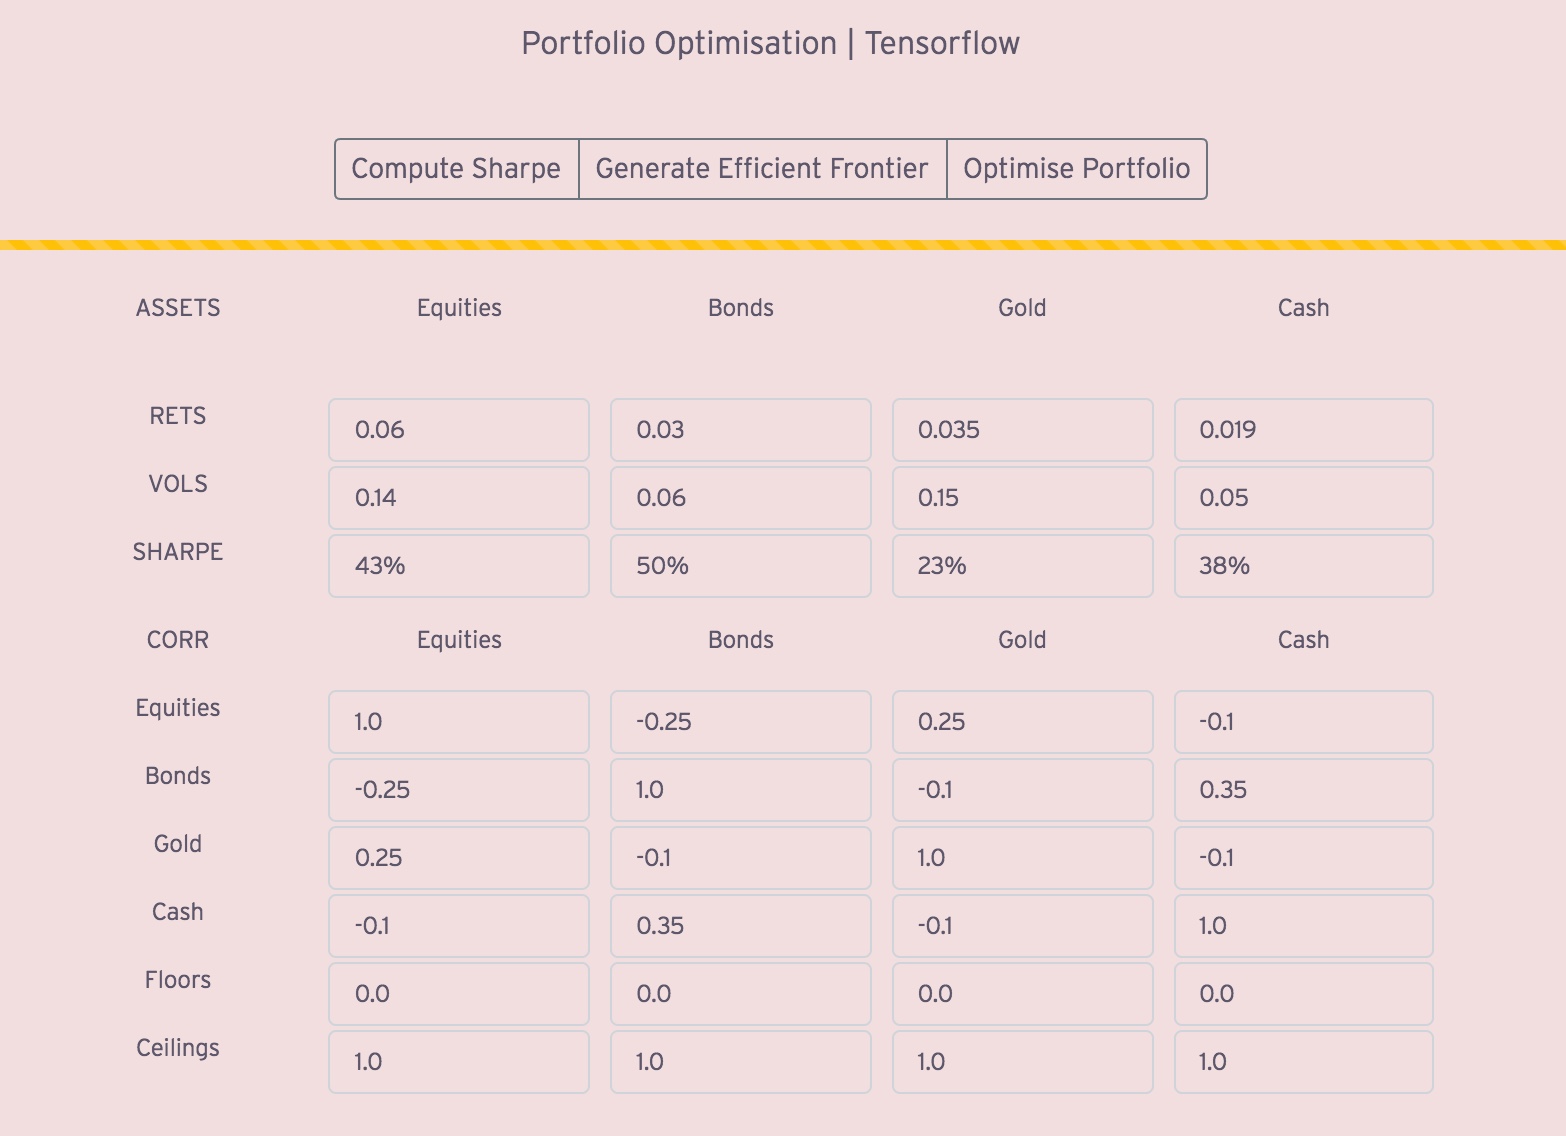 Portfolio Optimisation | Tensorflow
Compute Sharpe Generate Efficient Frontier Optimise Portfolio
ASSETS Equities Bonds Gold Cash
RETS 0.06 0.03 0.035 0.019
VOLS 0.14 0.06 0.15 0.05
SHARPE 43% 50% 23% 38%
CORR Equities Bonds Gold Cash
Equities 1.0 -0.25 0.25 -0.1
Bonds -0.25 1.0 -0.1 0.35
Gold 0.25 -0.1 1.0 -0.1
Cash -0.1 0.35 -0.1 1.0
Floors 0.0 0.0 0.0 0.0
Ceilings 1.0 1.0 1.0 1.0